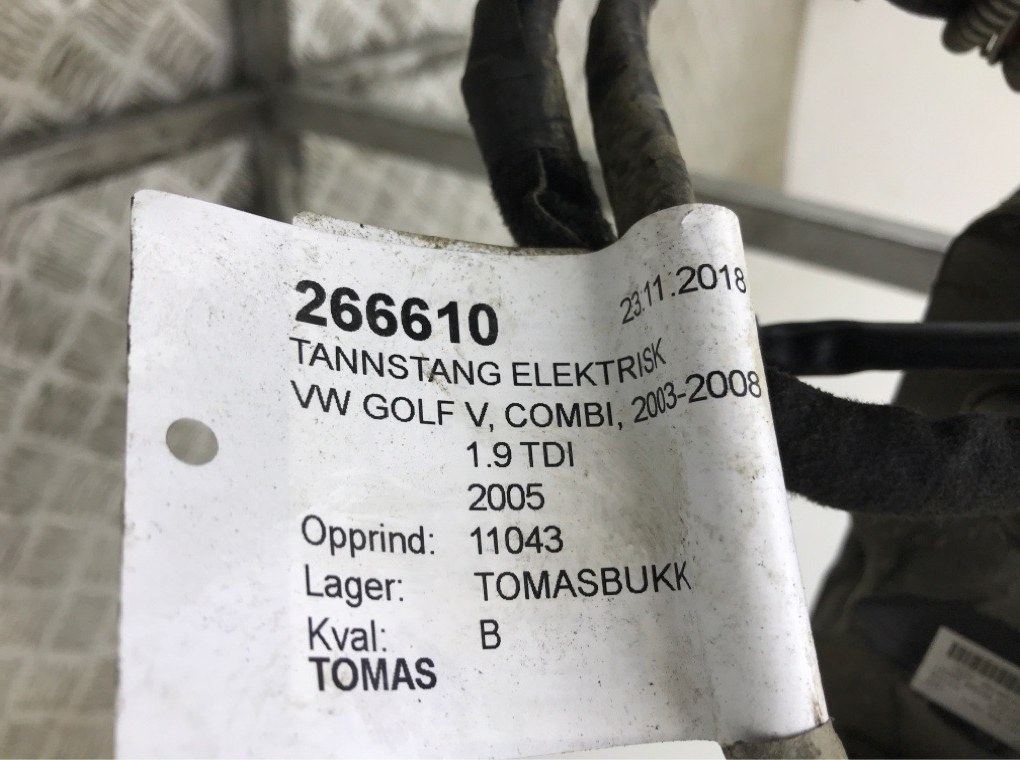 266610 23.11.2018
TANNSTANG ELEKTRISK
VW GOLF V, COMBI, 2003-2008
1.9 TDI
2005
Opprind: 11043
Lager: TOMASBUKK
Kval: B
TOMAS